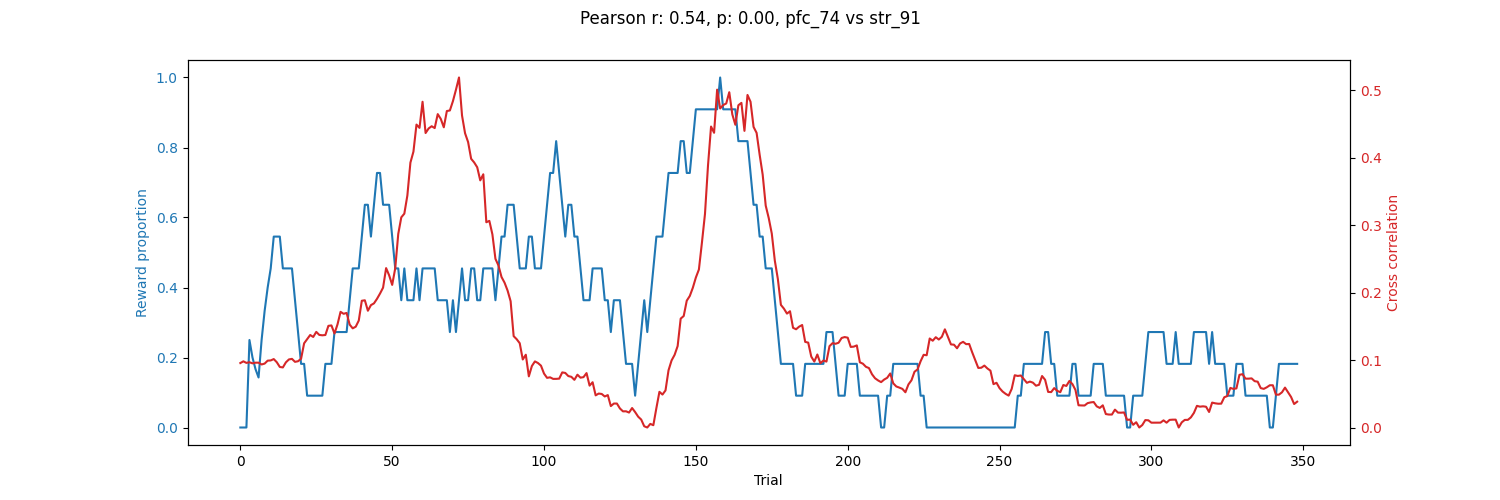 Pearson r: 0.54, p: 0.00, pfc_74 vs str_91
1.0
0.8
0.6
0.4
0.2
0.0
Reward proportion
0.5
0.4
0.3
0.2
0.1
0.0
Cross correlation
0 50 100 150 200 250 300 350
Trial